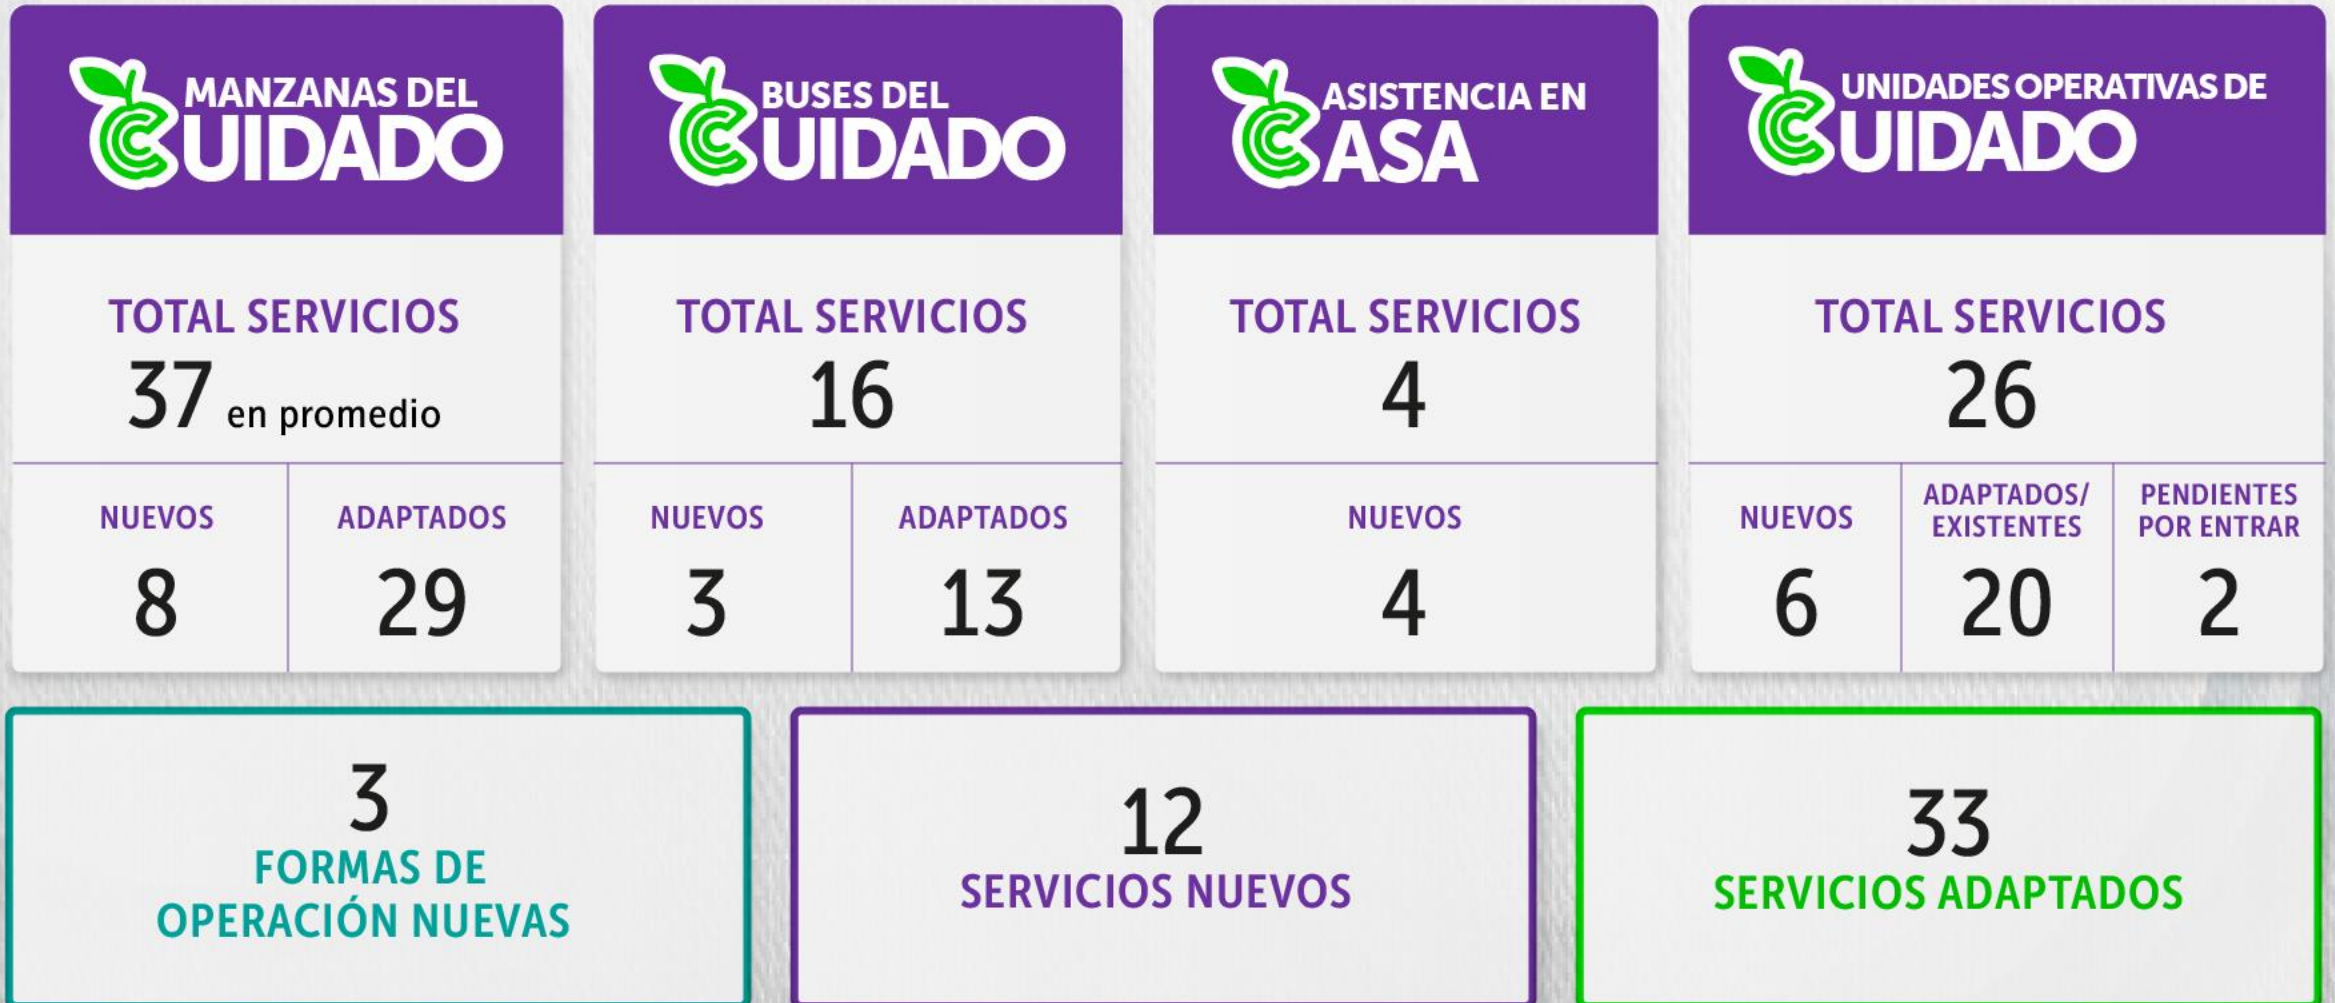 MANZANAS DEL
CUIDADO
TOTAL SERVICIOS
37 en promedio
NUEVOS
8
ADAPTADOS
29
BUSES DEL
CUIDADO
TOTAL SERVICIOS
16
NUEVOS
3
ADAPTADOS
13
ASISTENCIA EN
CASA
TOTAL SERVICIOS
4
NUEVOS
4
UNIDADES OPERATIVAS DE
CUIDADO
TOTAL SERVICIOS
26
NUEVOS
6
ADAPTADOS/
EXISTENTES
20
PENDIENTES
POR ENTRAR
2
3
FORMAS DE
OPERACIÓN NUEVAS
12
SERVICIOS NUEVOS
33
SERVICIOS ADAPTADOS